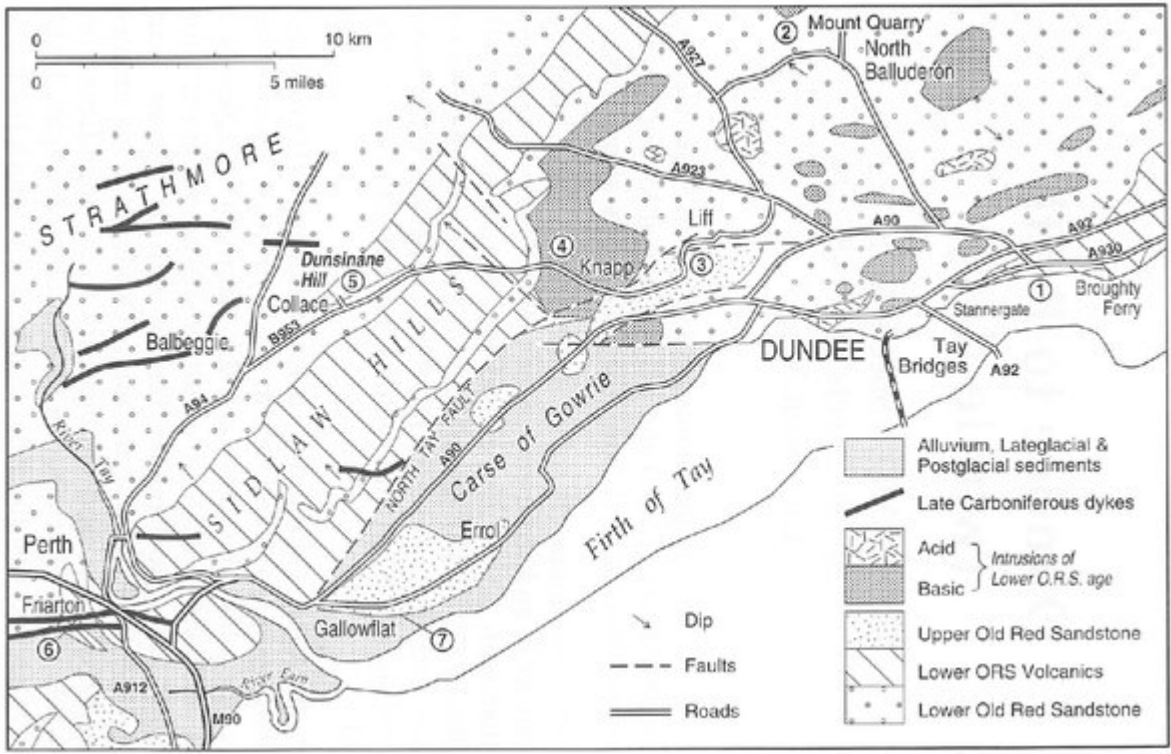 0 10 km
0 5 miles
STRATHMORE
A927
②
Mount Quarry
North
Balluderon
A923
Liff
A90
A92
A930
④
Knapp
③
①
Broughty
Ferry
Stannergate
Dunsinane
Hill
⑤
Collace
B953
Balbeggie
A94
SIDLAW HILLS
NORTH TAY FAULT
A90
Carse of Gowrie
DUNDEE
Tay
Bridges
A92
River Tay
Perth
Errol
Firth of Tay
Friarton
Gallowflat
⑦
⑥
A912
M90
River Earn
Alluvium, Lateglacial &
Postglacial sediments
Late Carboniferous dykes
Acid
Basic
Intrusions of
Lower O.R.S. age
Upper Old Red Sandstone
Lower ORS Volcanics
Lower Old Red Sandstone
Dip
Faults
Roads